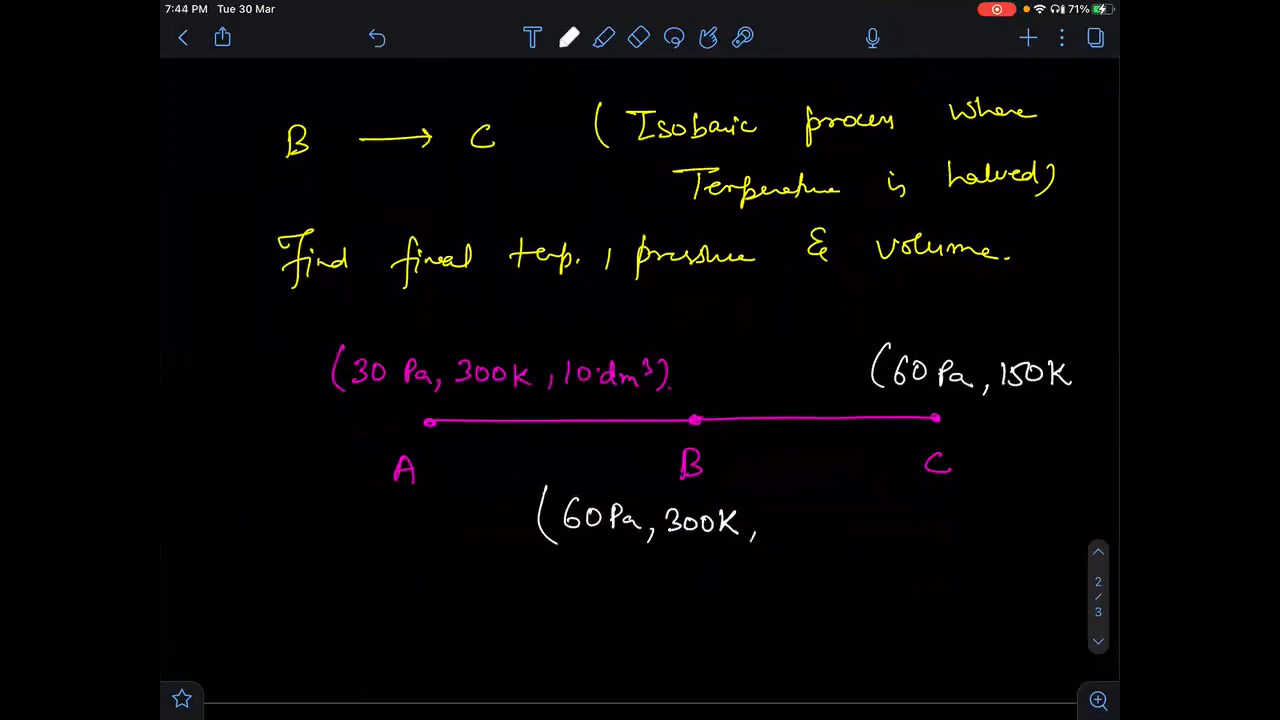 7:44 PM Tue 30 Mar
71%
T
B → C (Isobaric process where
Temperature is halved)
Find final temp., pressure & volume.
(30 Pa, 300K, 10 dm³).
(60 Pa, 150K
A B C
(60 Pa, 300K,
2
/
3